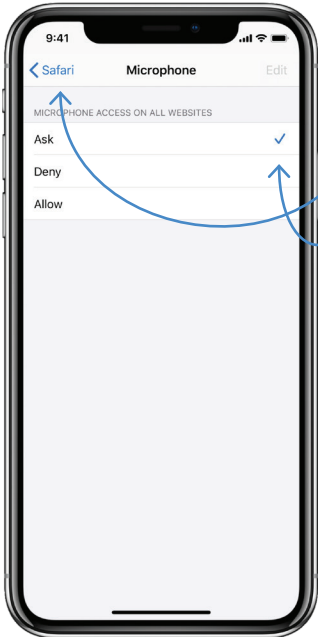 9:41
Safari Microphone Edit
MICROPHONE ACCESS ON ALL WEBSITES
Ask
Deny
Allow